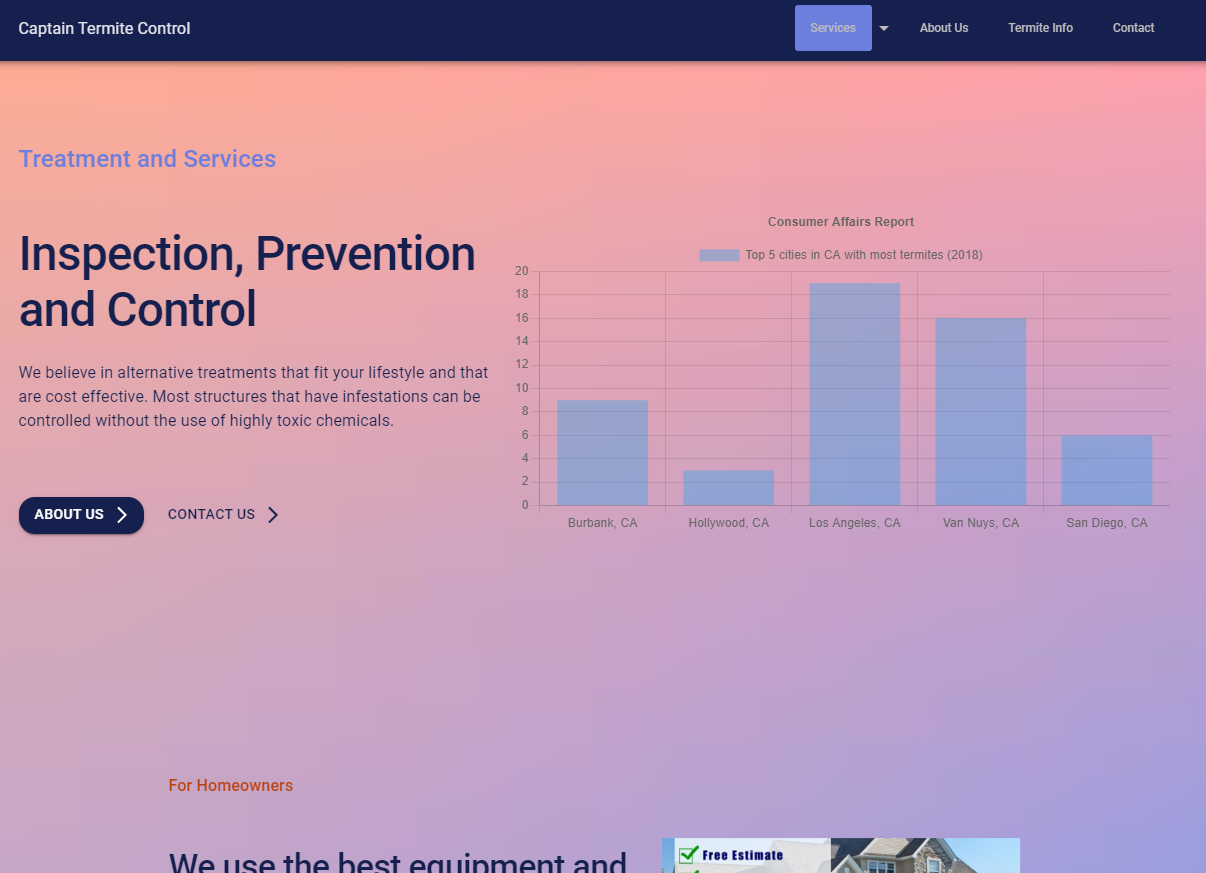 Captain Termite Control
Services
About Us
Termite Info
Contact
Treatment and Services
Inspection, Prevention
and Control
We believe in alternative treatments that fit your lifestyle and that
are cost effective. Most structures that have infestations can be
controlled without the use of highly toxic chemicals.
ABOUT US
CONTACT US
Consumer Affairs Report
Top 5 cities in CA with most termites (2018)
20
18
16
14
12
10
8
6
4
2
0
Burbank, CA
Hollywood, CA
Los Angeles, CA
Van Nuys, CA
San Diego, CA
For Homeowners
We use the best equipment and
Free Estimate